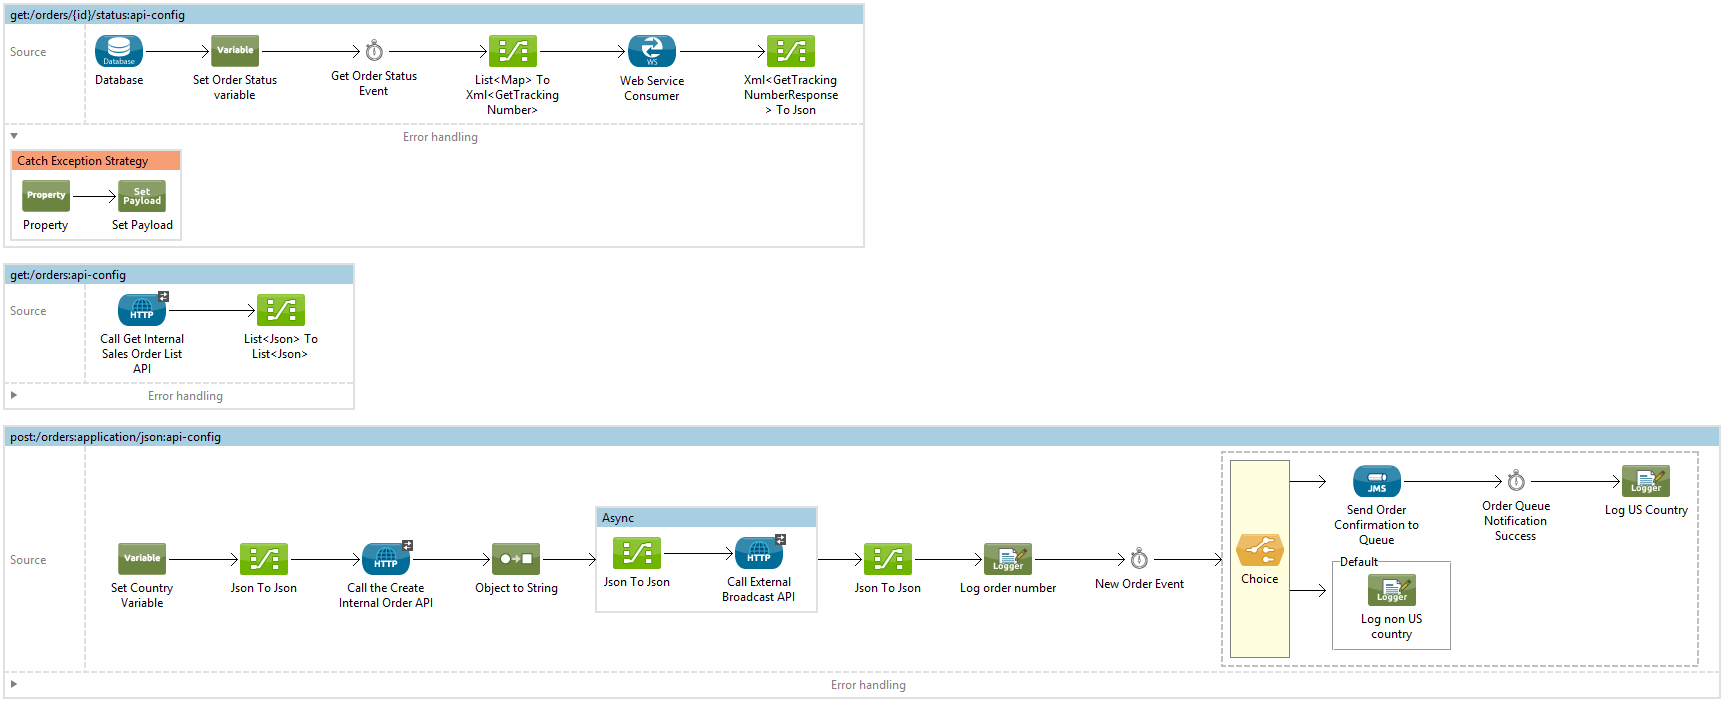 get:/orders/{id}/status:api-config
Source
Database
Database
Variable
Set Order Status
variable
Get Order Status
Event
List<Map> To
Xml<GetTracking
Number>
WS
Web Service
Consumer
Xml<GetTracking
NumberResponse
> To Json
Error handling
Catch Exception Strategy
Property
Property
Set
Payload
Set Payload
get:/orders:api-config
Source
HTTP
Call Get Internal
Sales Order List
API
List<Json> To
List<Json>
Error handling
post:/orders:application/json:api-config
Source
Variable
Set Country
Variable
Json To Json
HTTP
Call the Create
Internal Order API
Object to String
Async
Json To Json
HTTP
Call External
Broadcast API
Json To Json
Logger
Log order number
New Order Event
Choice
JMS
Send Order
Confirmation to
Queue
Order Queue
Notification
Success
Logger
Log US Country
Default
Logger
Log non US
country
Error handling